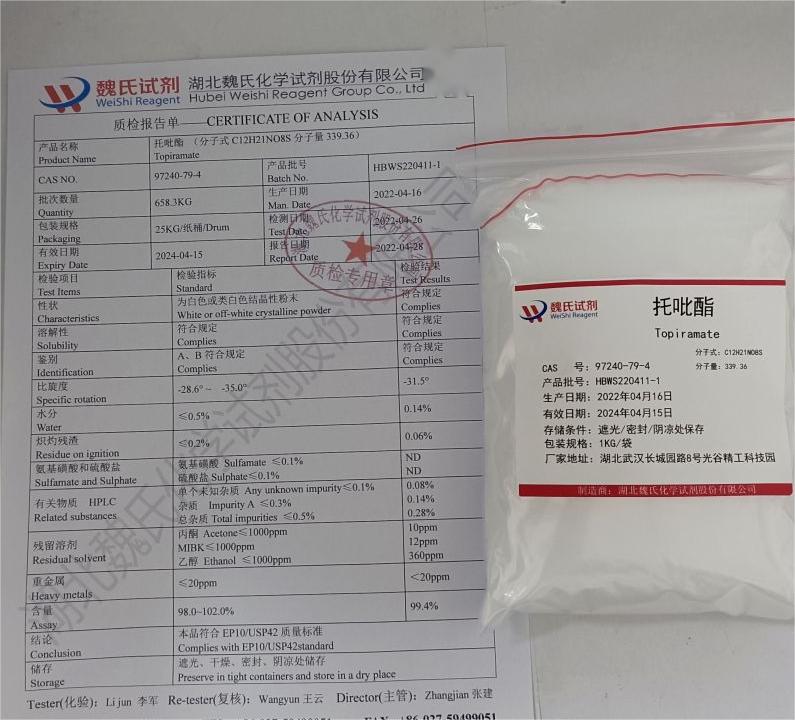 魏氏试剂 湖北魏氏化学试剂股份有限公司
WeiShi Reagent Hubei Weishi Reagent Group Co., Ltd
质检报告单——CERTIFICATE OF ANALYSIS
产品名称 托吡酯 (分子式 C12H21NO8S 分子量 339.36)
Product Name Topiramate
CAS NO. 97240-79-4 产品批号 HBWS220411-1
Batch No.
批次数量 658.3KG 生产日期 2022-04-16
Quantity Man. Date
包装规格 25KG/纸桶/Drum 检测日期 2022-04-26
Packaging Test Date
有效日期 2024-04-15 报告日期 2022-04-28
Expiry Date Report Date
检验项目 检验指标 检验结果
Test Items Standard Test Results
性状 为白色或类白色结晶性粉末 符合规定
Characteristics White or off-white crystalline powder Complies
溶解性 符合规定 符合规定
Solubility Complies Complies
鉴别 A、B 符合规定 符合规定
Identification Complies Complies
比旋度 -28.6°~ -35.0° -31.5°
Specific rotation
水分 ≤0.5% 0.14%
Water
炽灼残渣 ≤0.2% 0.06%
Residue on ignition
氨基磺酸和硫酸盐 氨基磺酸 Sulfamate ≤0.1% ND
Sulfamate and Sulphate 硫酸盐 Sulfate≤0.1% ND
有关物质 HPLC 单个未知杂质 Any unknown impurity≤0.1% 0.08%
Related substances 杂质 Impurity A ≤0.3% 0.14%
总杂质 Total impurities ≤0.5% 0.28%
残留溶剂 丙酮 Acetone≤1000ppm 10ppm
Residual solvent MIBK≤1000ppm 12ppm
乙醇 Ethanol ≤1000ppm 360ppm
重金属 ≤20ppm <20ppm
Heavy metals
含量 98.0~102.0% 99.4%
Assay
结论 本品符合 EP10/USP42 质量标准
Conclusion Complies with EP10/USP42standard
储存 遮光、干燥、密封、阴凉处储存
Storage Preserve in tight containers and store in a dry place
Tester(化验): Li jun 李军 Re-tester(复核): Wangyun 王云 Director(主管): Zhangjian 张建
FAX +86-027-59499051
质检专用章
魏氏试剂
WeiShi Reagent
托吡酯
Topiramate
分子式: C12H21NO8S
CAS 号: 97240-79-4 分子量: 339.36
产品批号: HBWS220411-1
生产日期: 2022年04月16日
有效日期: 2024年04月15日
存储条件: 遮光/密封/阴凉处保存
包装规格: 1KG/袋
厂家地址: 湖北武汉长城园路8号光谷精工科技园
制造商: 湖北魏氏化学试剂股份有限公司